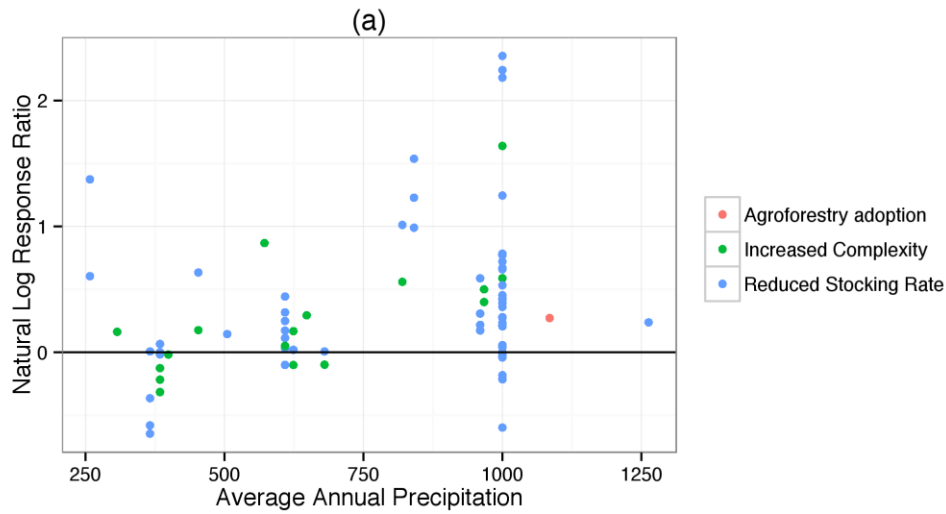 (a)
Natural Log Response Ratio
2
1
0
250 500 750 1000 1250
Average Annual Precipitation
Agroforestry adoption
Increased Complexity
Reduced Stocking Rate